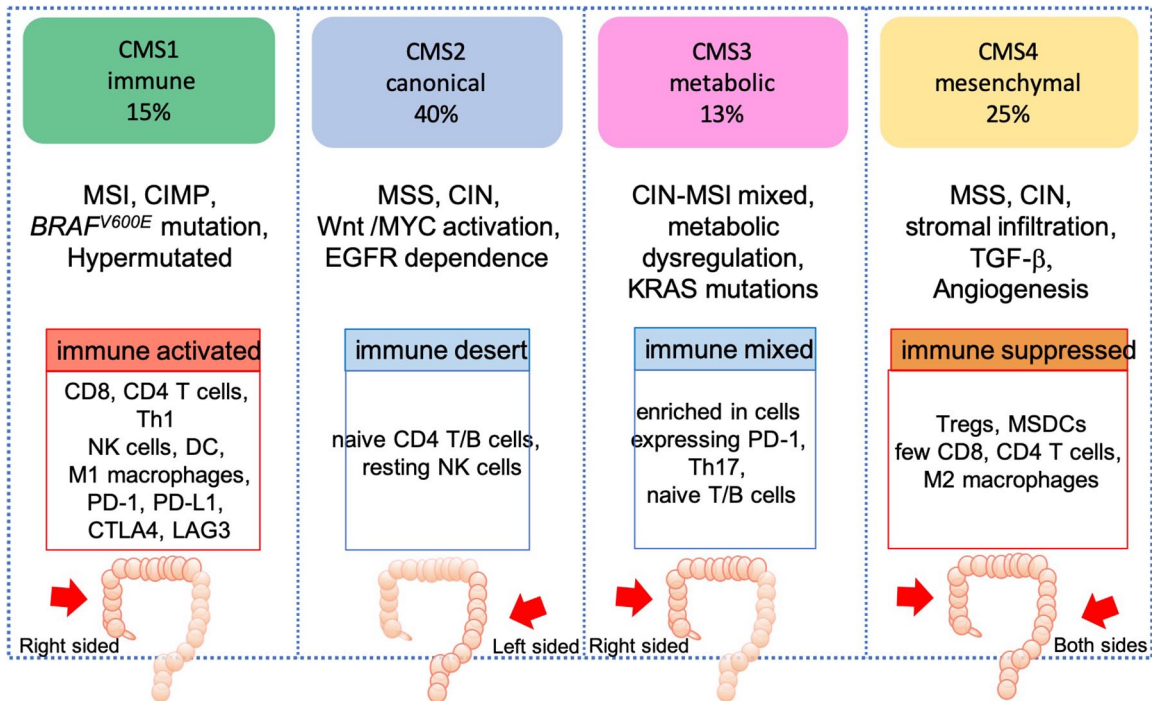 CMS1
immune
15%
MSI, CIMP,
BRAFV600E mutation,
Hypermutated
immune activated
CD8, CD4 T cells,
Th1
NK cells, DC,
M1 macrophages,
PD-1, PD-L1,
CTLA4, LAG3
Right sided
CMS2
canonical
40%
MSS, CIN,
Wnt /MYC activation,
EGFR dependence
immune desert
naive CD4 T/B cells,
resting NK cells
Left sided
CMS3
metabolic
13%
CIN-MSI mixed,
metabolic
dysregulation,
KRAS mutations
immune mixed
enriched in cells
expressing PD-1,
Th17,
naive T/B cells
Right sided
CMS4
mesenchymal
25%
MSS, CIN,
stromal infiltration,
TGF-β,
Angiogenesis
immune suppressed
Tregs, MSDCs
few CD8, CD4 T cells,
M2 macrophages
Both sides